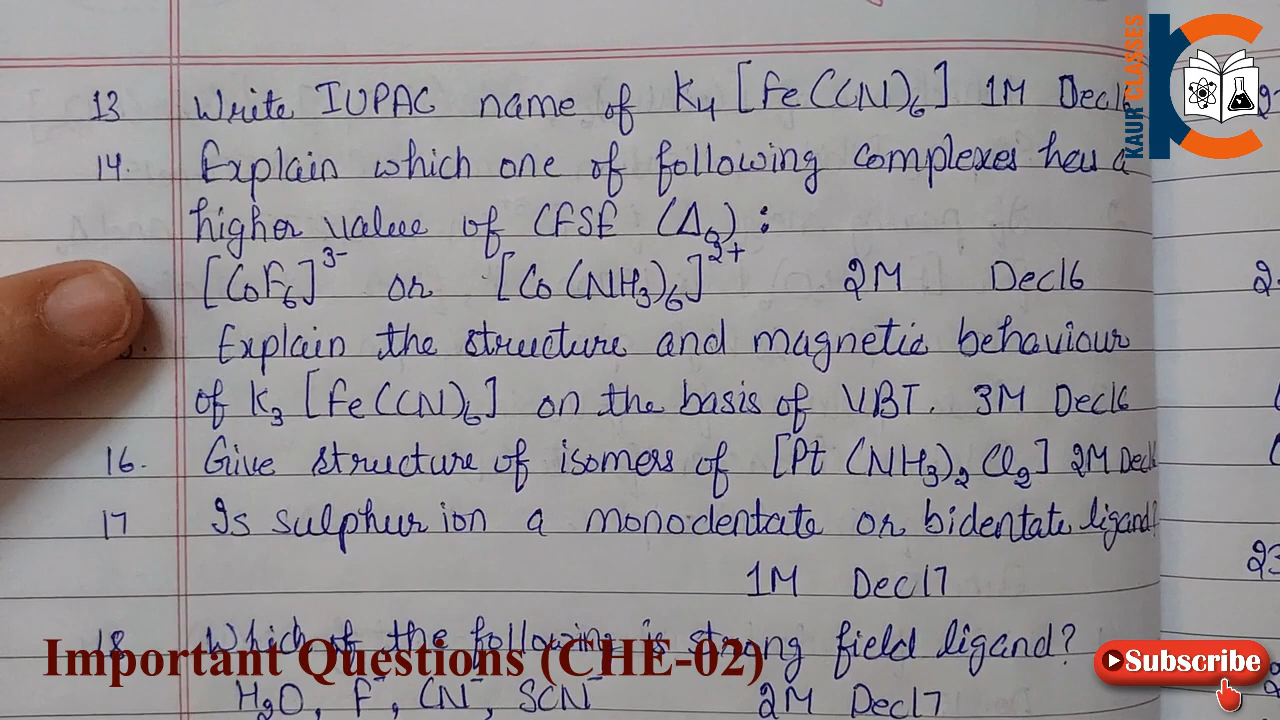 KAUR CLASSES
13 Write IUPAC name of K4 [Fe(CN)6] 1M Dec16
14. Explain which one of following complexes has a
higher value of CFSE (Δo):
[CoF6]3- or [Co(NH3)6]3+ 2M Dec16
Explain the structure and magnetic behaviour
of K3 [Fe(CN)6] on the basis of VBT. 3M Dec16
16. Give structure of isomers of [Pt (NH3)2 Cl2] 2M Dec16
17 Is sulphur ion a monodentate or bidentate ligand?
1M Dec17
18 Which of the following is strong field ligand?
Important Questions (CHE-02)
Subscribe
H2O, F-, CN-, SCN- 2M Dec17